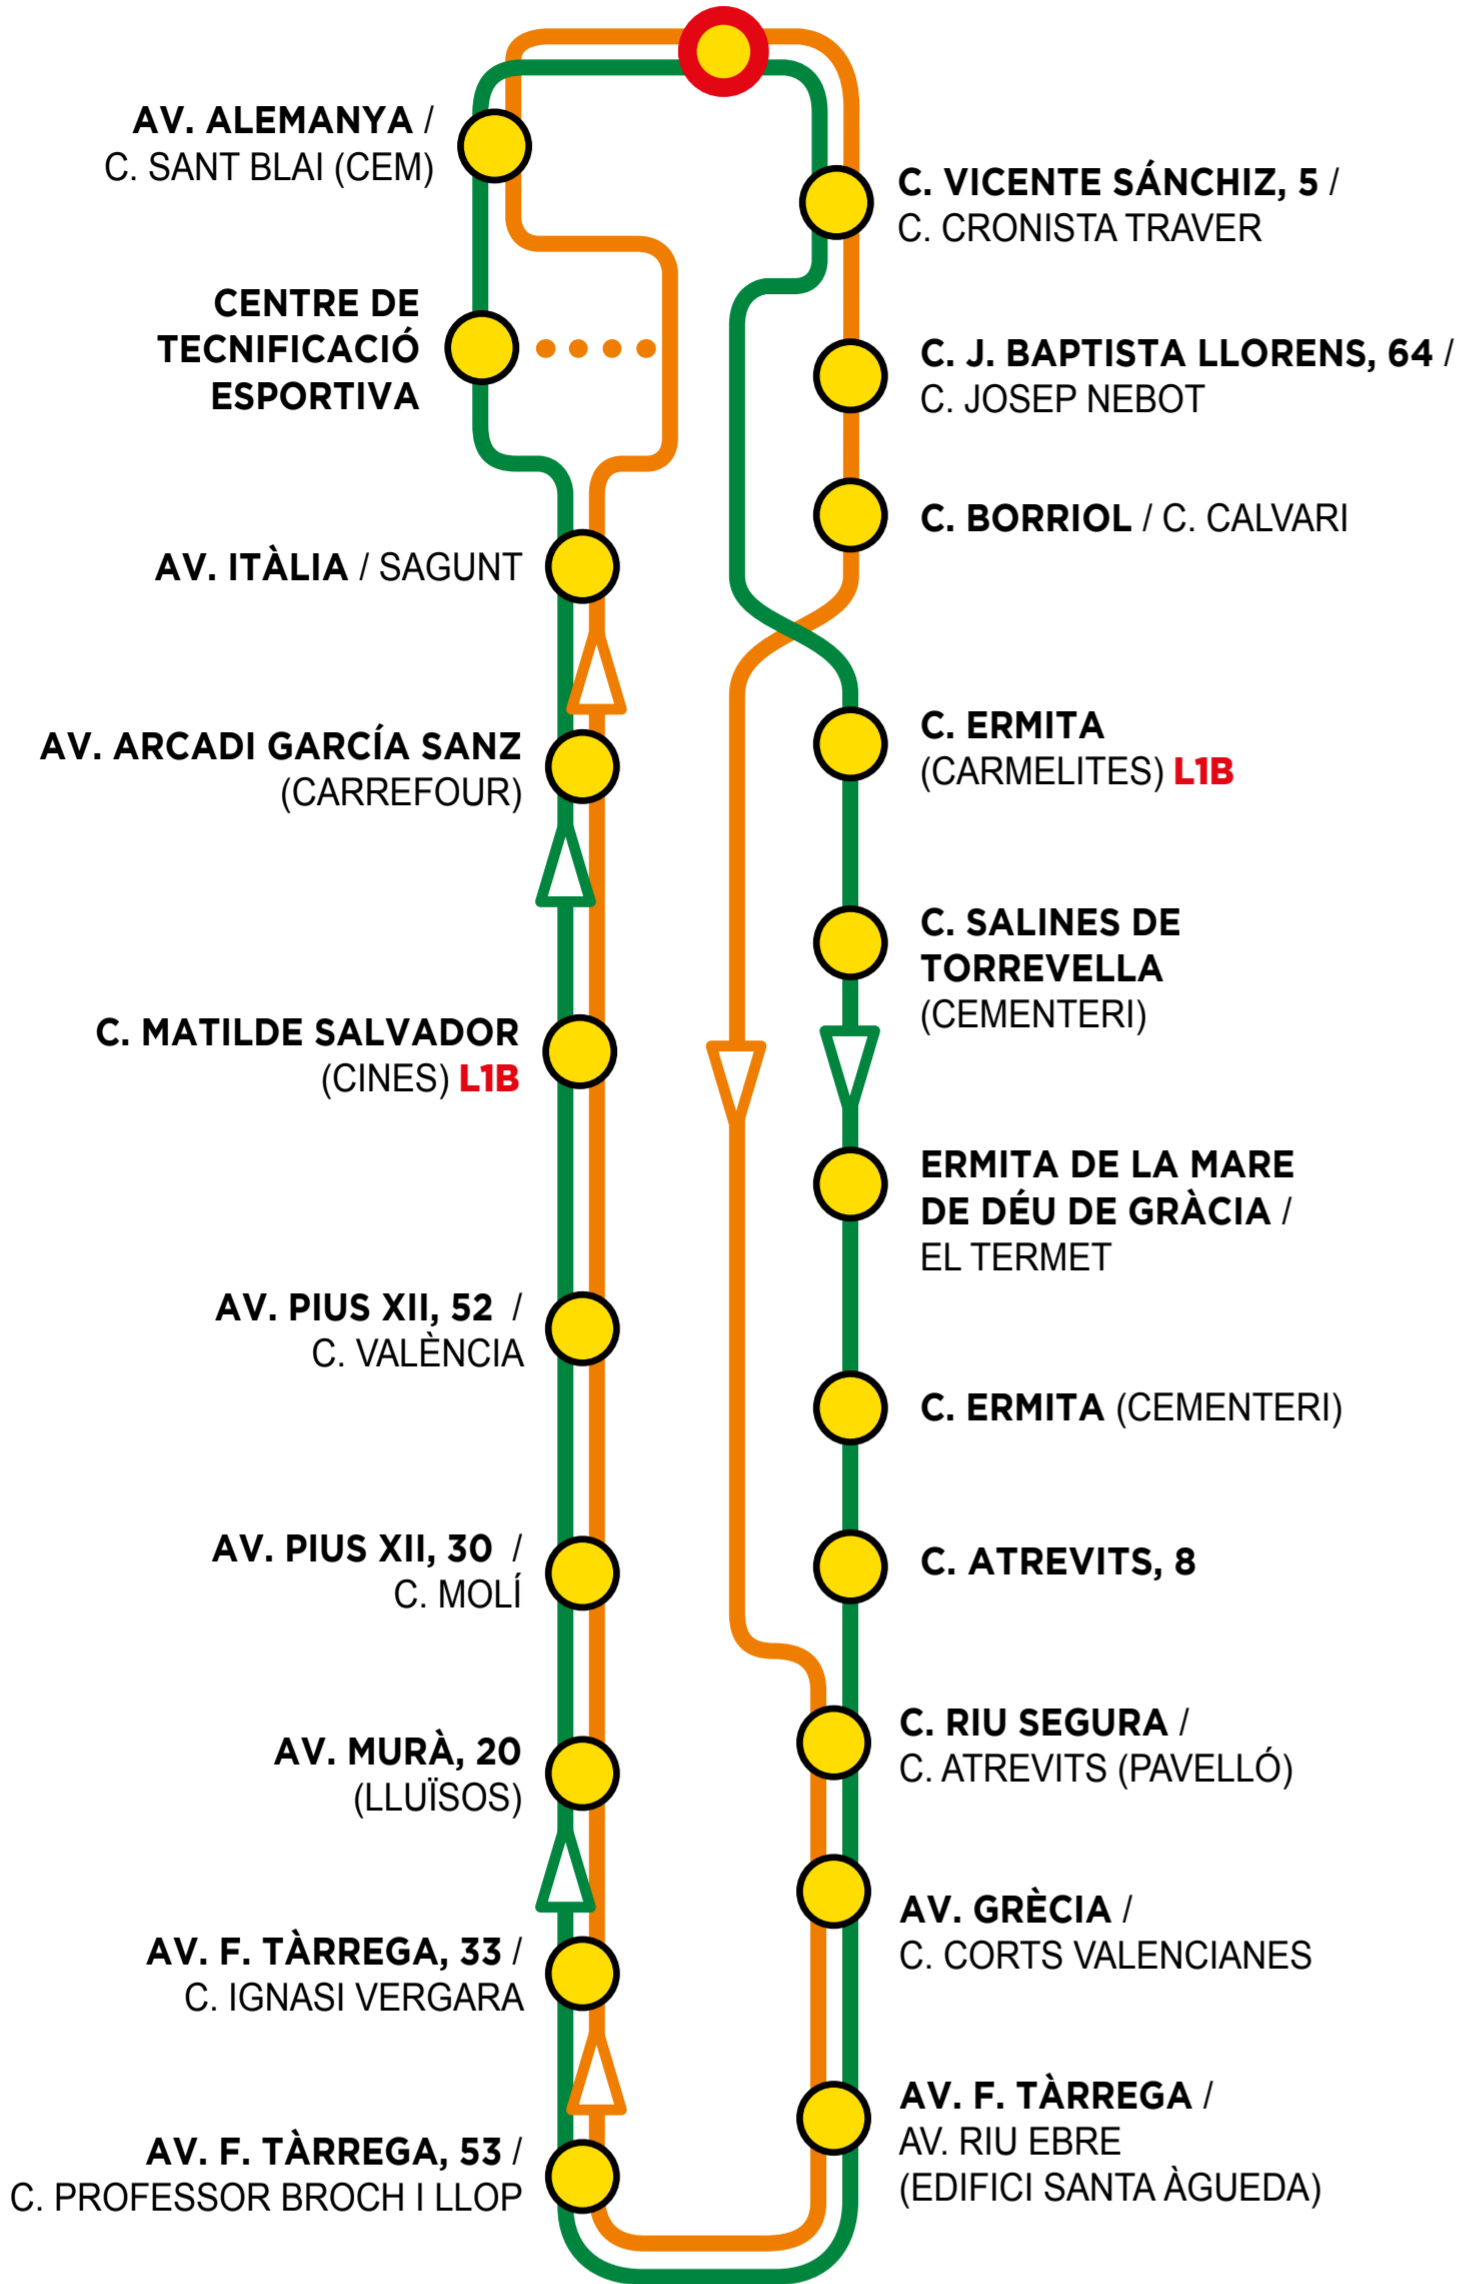 AV. ALEMANYA /
C. SANT BLAI (CEM)
CENTRE DE
TECNIFICACIÓ
ESPORTIVA
AV. ITÀLIA / SAGUNT
AV. ARCADI GARCÍA SANZ
(CARREFOUR)
C. MATILDE SALVADOR
(CINES) L1B
AV. PIUS XII, 52 /
C. VALÈNCIA
AV. PIUS XII, 30 /
C. MOLÍ
AV. MURÀ, 20
(LLUÏSOS)
AV. F. TÀRREGA, 33 /
C. IGNASI VERGARA
AV. F. TÀRREGA, 53 /
C. PROFESSOR BROCH I LLOP
C. VICENTE SÁNCHIZ, 5 /
C. CRONISTA TRAVER
C. J. BAPTISTA LLORENS, 64 /
C. JOSEP NEBOT
C. BORRIOL / C. CALVARI
C. ERMITA
(CARMELITES) L1B
C. SALINES DE
TORREVELLA
(CEMENTERI)
ERMITA DE LA MARE
DE DÉU DE GRÀCIA /
EL TERMET
C. ERMITA (CEMENTERI)
C. ATREVITS, 8
C. RIU SEGURA /
C. ATREVITS (PAVELLÓ)
AV. GRÈCIA /
C. CORTS VALENCIANES
AV. F. TÀRREGA /
AV. RIU EBRE
(EDIFICI SANTA ÀGUEDA)